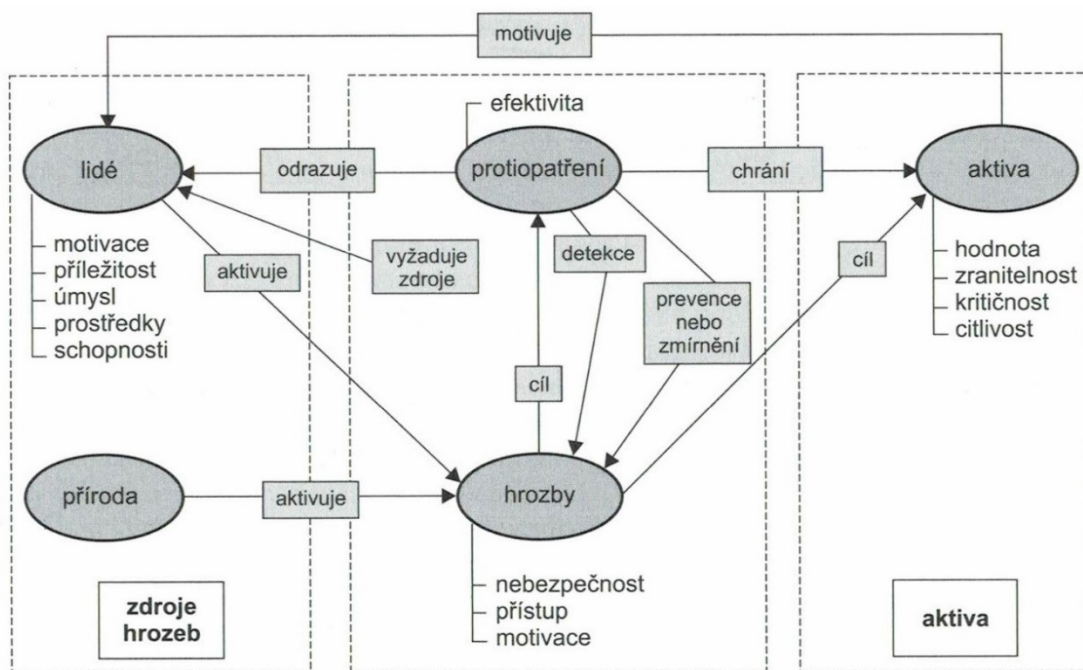 motivuje
efektivita
lidé
odrazuje
protiopatření
chrání
aktiva
motivace
příležitost
úmysl
prostředky
schopnosti
aktivuje
vyžaduje
zdroje
detekce
prevence
nebo
zmírnění
cíl
hodnota
zranitelnost
kritičnost
citlivost
cíl
příroda
aktivuje
hrozby
nebezpečnost
přístup
motivace
zdroje
hrozeb
aktiva